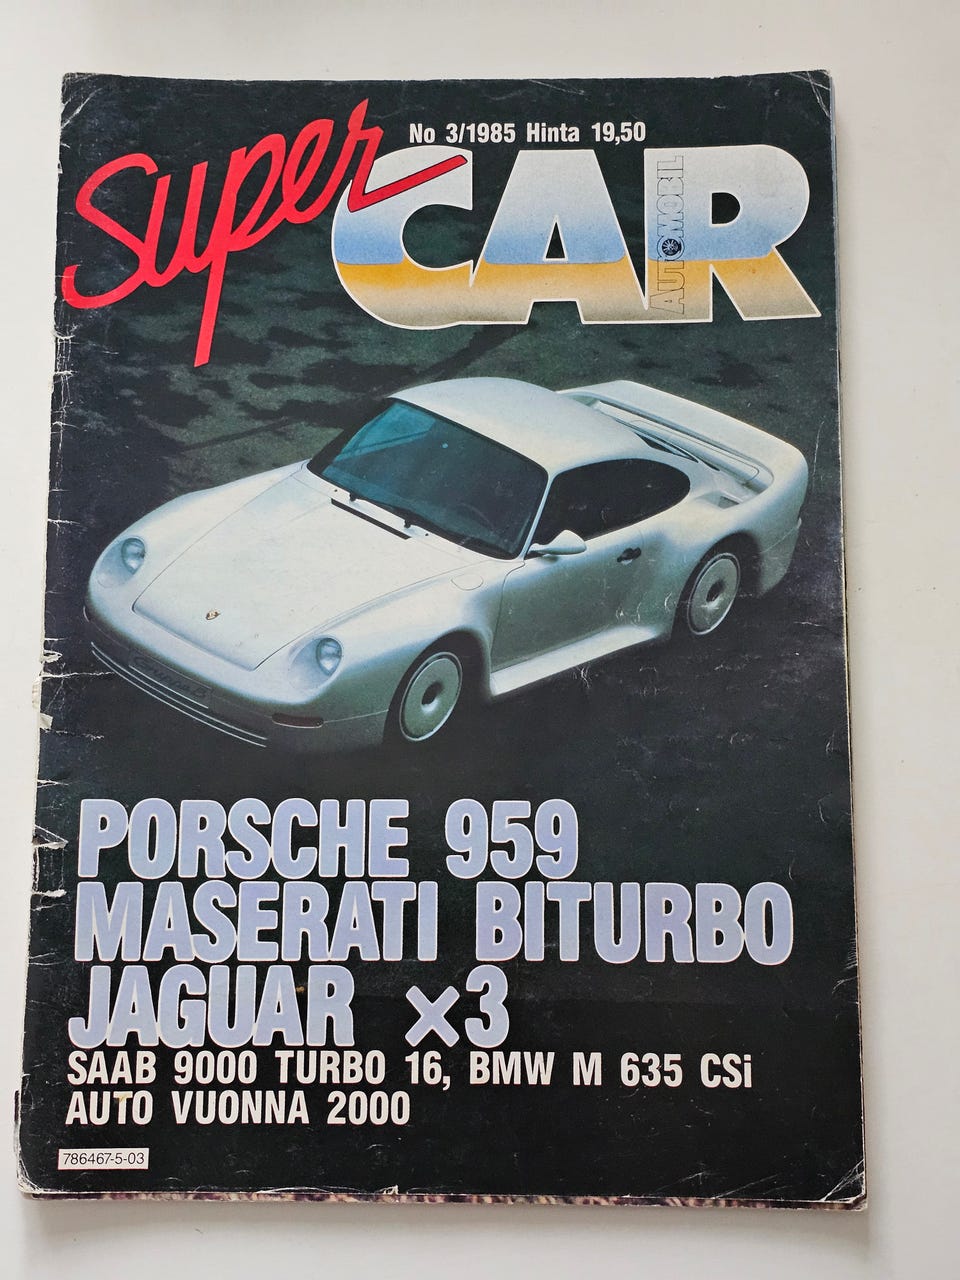 No 3/1985 Hinta 19,50
Super
CAR
AUTOMOBIL
PORSCHE 959
MASERATI BITURBO
JAGUAR x3
SAAB 9000 TURBO 16, BMW M 635 CSi
AUTO VUONNA 2000
786467-5-03